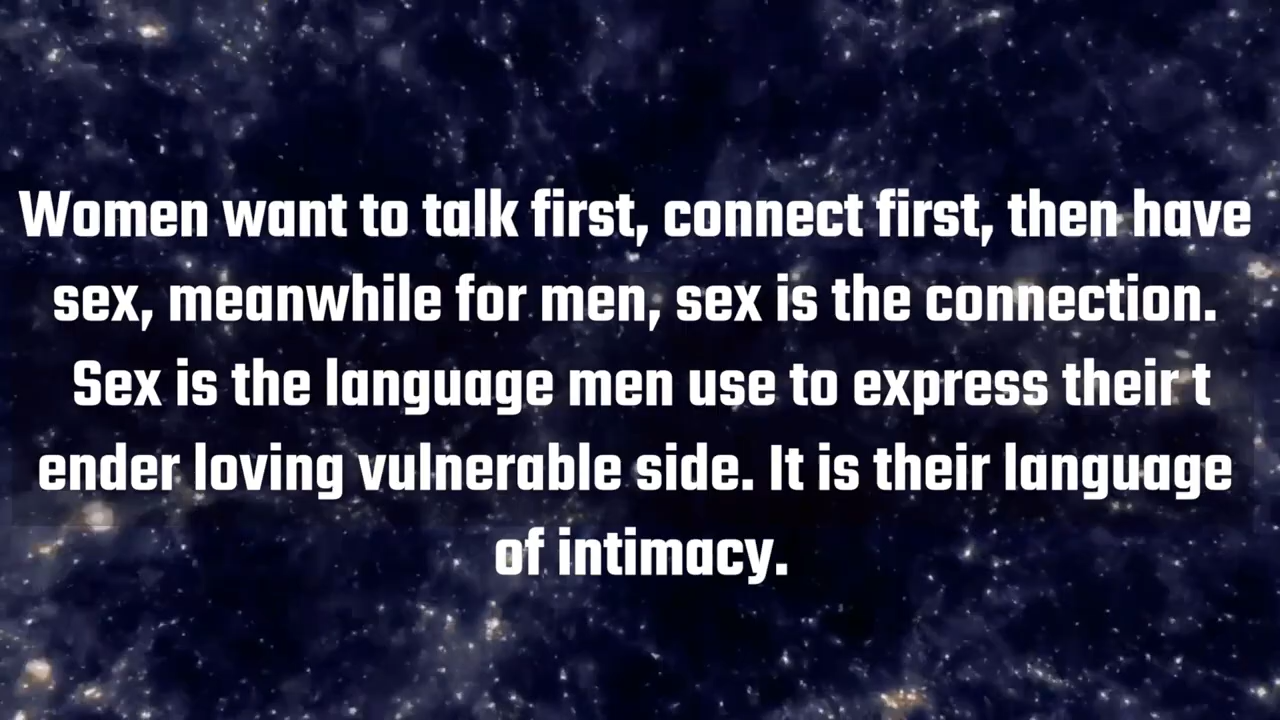 Women want to talk first, connect first, then have
sex, meanwhile for men, sex is the connection.
Sex is the language men use to express their t
ender loving vulnerable side. It is their language
of intimacy.